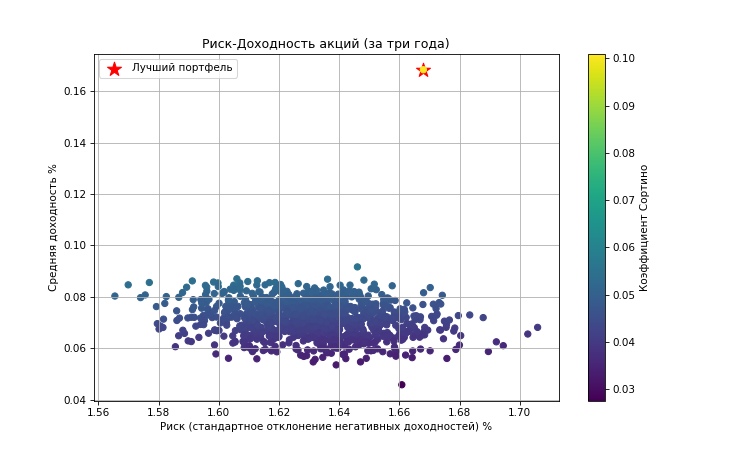 Риск-Доходность акций (за три года)
Лучший портфель
Средняя доходность %
0.16
0.14
0.12
0.10
0.08
0.06
0.04
1.56 1.58 1.60 1.62 1.64 1.66 1.68 1.70
Риск (стандартное отклонение негативных доходностей) %
0.10
0.09
0.08
0.07
0.06
0.05
0.04
0.03
Коэффициент Сортино